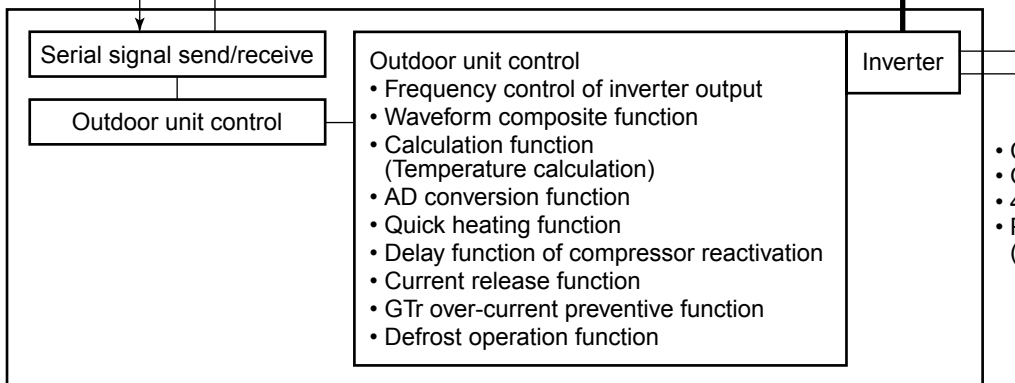 Serial signal send/receive
Outdoor unit control
Outdoor unit control
• Frequency control of inverter output
• Waveform composite function
• Calculation function
(Temperature calculation)
• AD conversion function
• Quick heating function
• Delay function of compressor reactivation
• Current release function
• GTr over-current preventive function
• Defrost operation function
Inverter